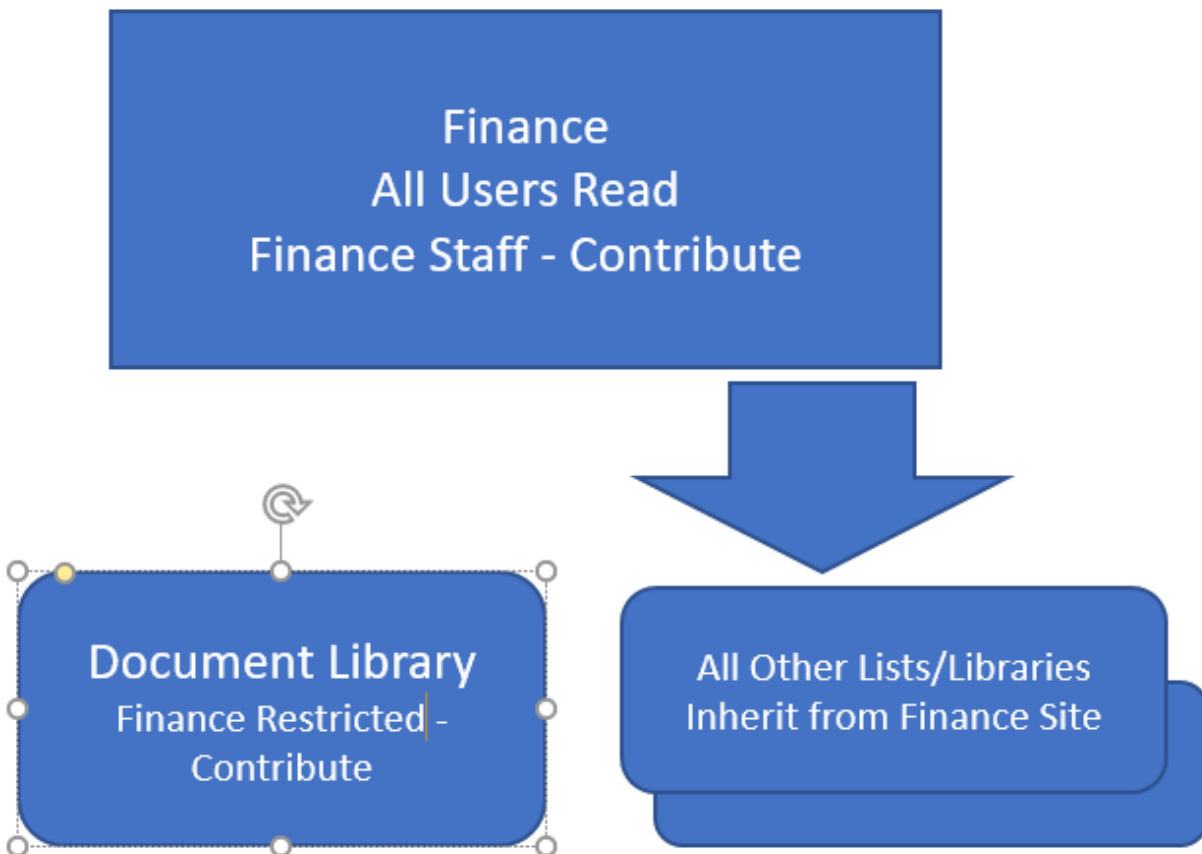 Finance
All Users Read
Finance Staff - Contribute
Document Library
Finance Restricted -
Contribute
All Other Lists/Libraries
Inherit from Finance Site